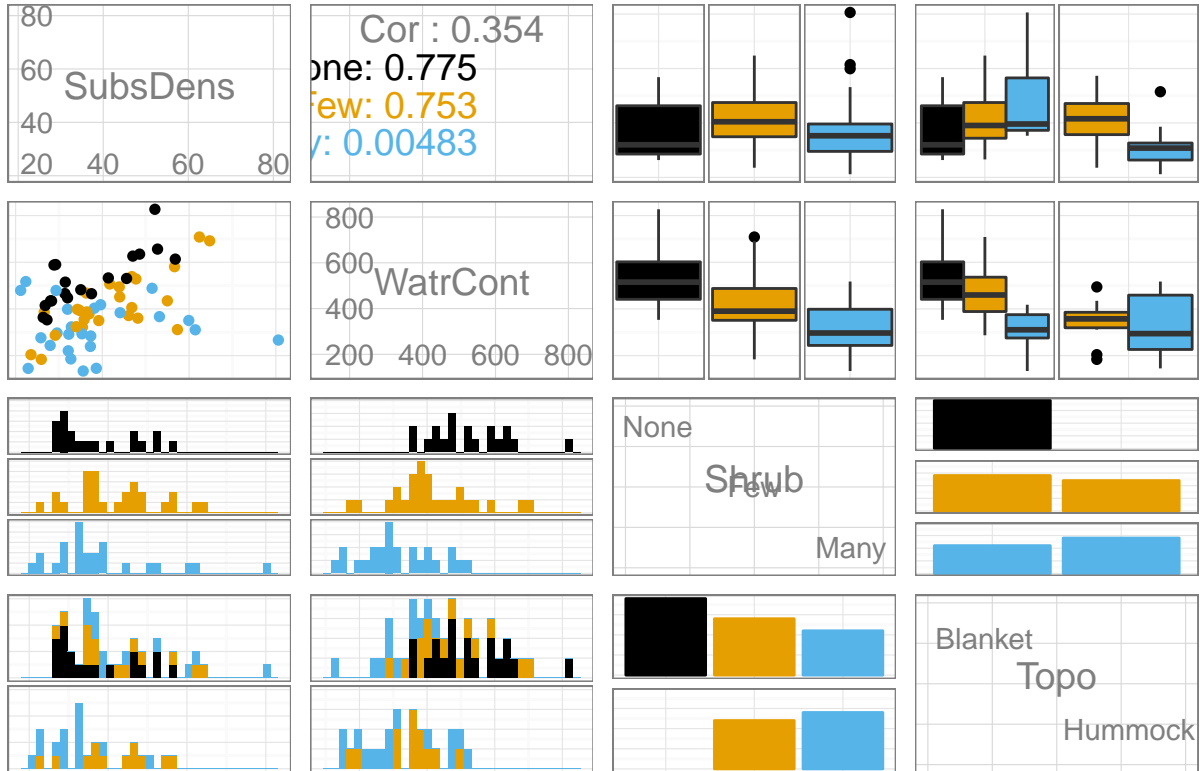 80
60
SubsDens
40
20 40 60 80
Cor : 0.354
one: 0.775
Few: 0.753
y: 0.00483
800
600
WatrCont
400
200 400 600 800
None
Shrub
Few
Many
Blanket
Topo
Hummock